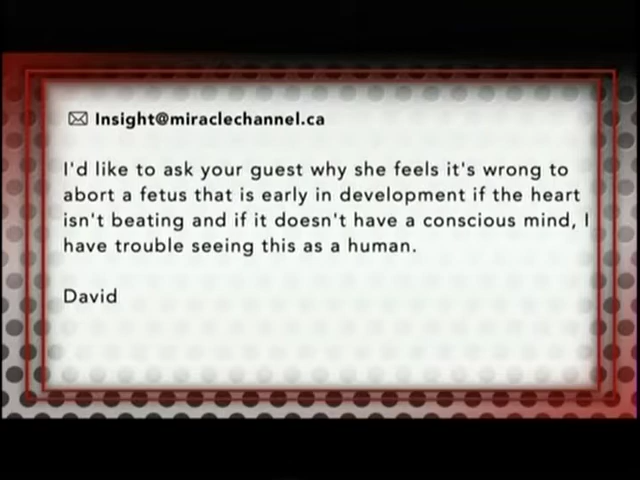 Insight@miraclechannel.ca
I'd like to ask your guest why she feels it's wrong to
abort a fetus that is early in development if the heart
isn't beating and if it doesn't have a conscious mind, I
have trouble seeing this as a human.
David